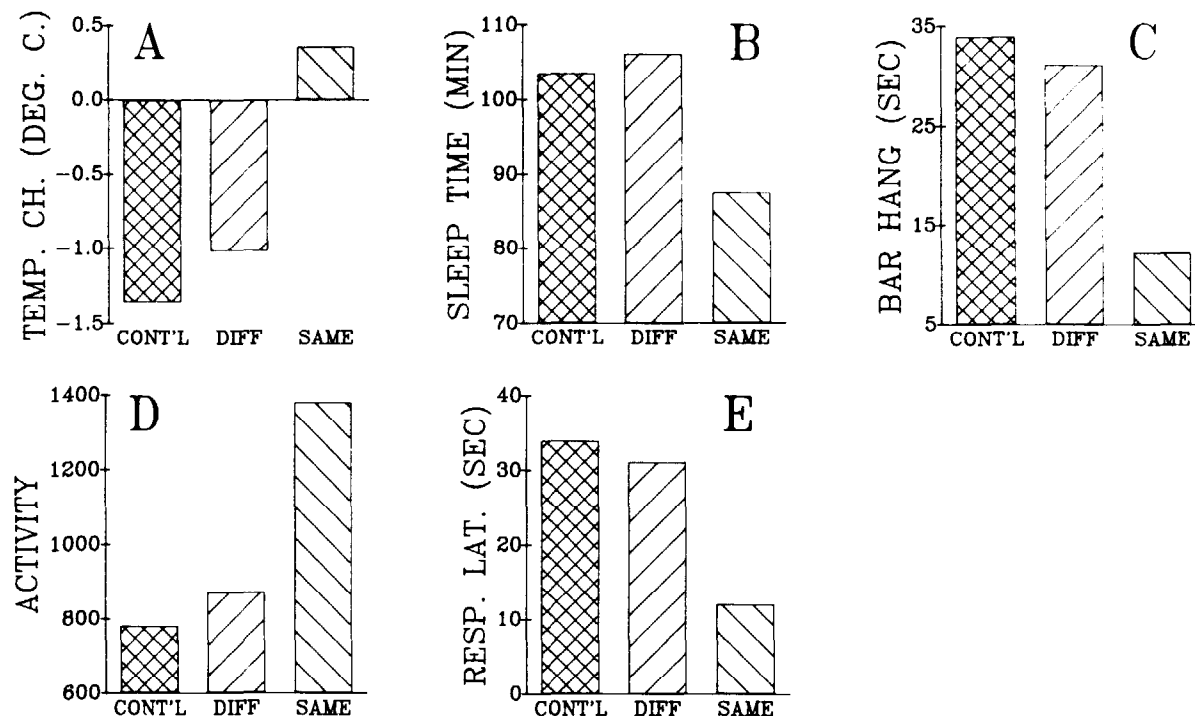 A
TEMP. CH. (DEG. C.)
0.5
0.0
-0.5
-1.0
-1.5
CONT'L DIFF SAME
B
SLEEP TIME (MIN)
110
100
90
80
70
CONT'L DIFF SAME
C
BAR HANG (SEC)
35
25
15
5
CONT'L DIFF SAME
D
ACTIVITY
1400
1200
1000
800
600
CONT'L DIFF SAME
E
RESP. LAT. (SEC)
40
30
20
10
0
CONT'L DIFF SAME